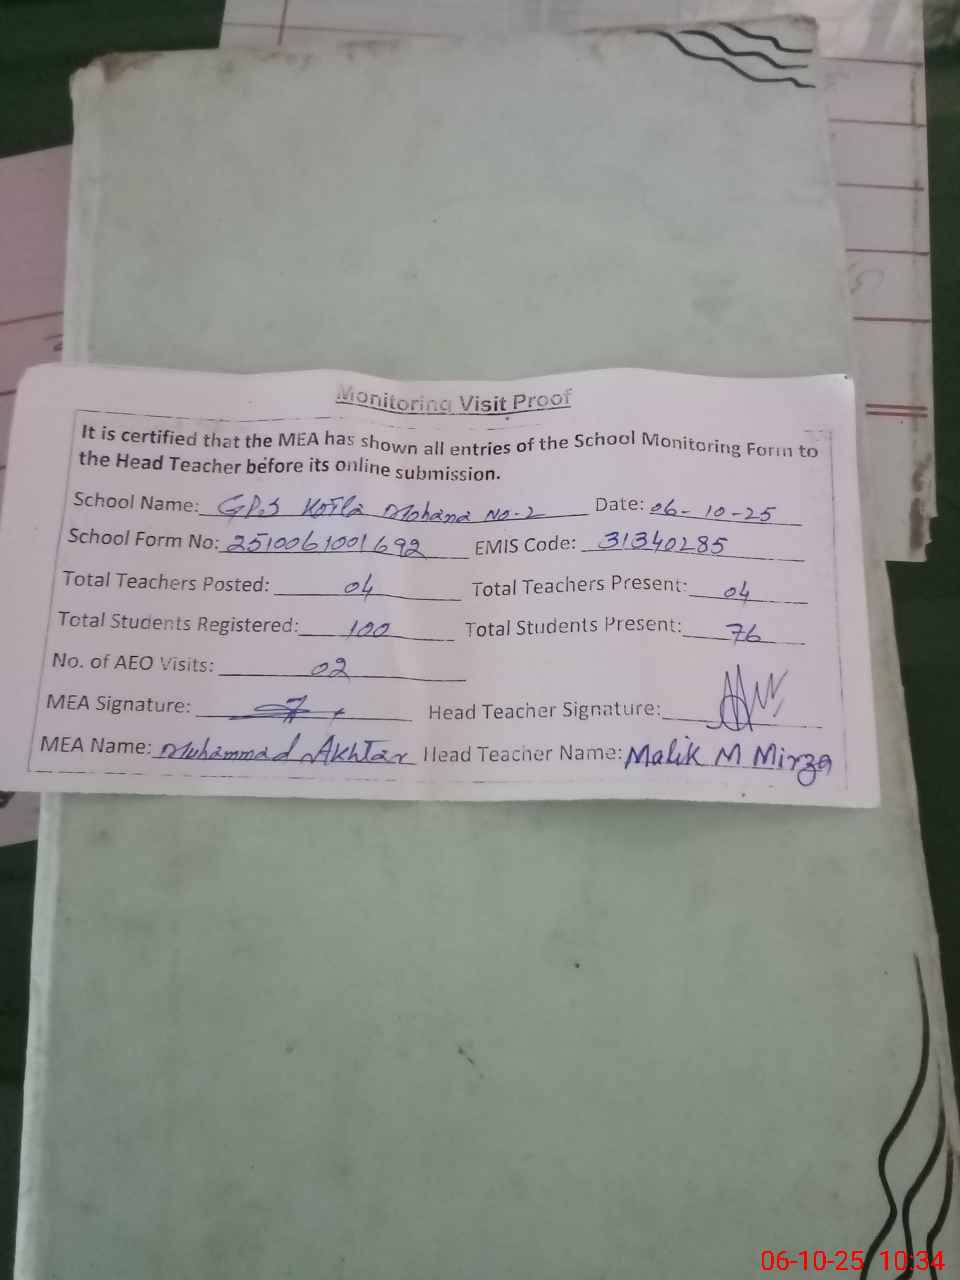 Monitoring Visit Proof
It is certified that the MEA has shown all entries of the School Monitoring Form to
the Head Teacher before its online submission.
School Name: GPS Kotla Mohana No-2 Date: 06-10-25
School Form No: 2510061001692 EMIS Code: 31340285
Total Teachers Posted: 04 Total Teachers Present: 04
Total Students Registered: 100 Total Students Present: 76
No. of AEO Visits: 02
MEA Signature: Head Teacher Signature:
MEA Name: Muhammad Akhtar Head Teacher Name: Malik M Mirza
06-10-25 10:34